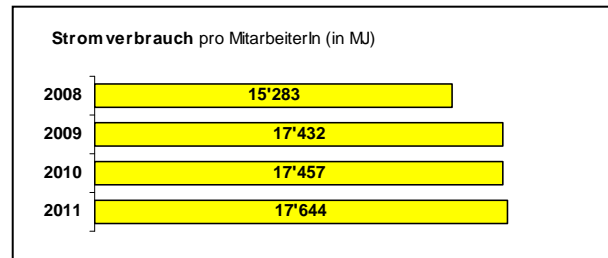 Stromverbrauch pro MitarbeiterIn (in MJ)
2008 15'283
2009 17'432
2010 17'457
2011 17'644